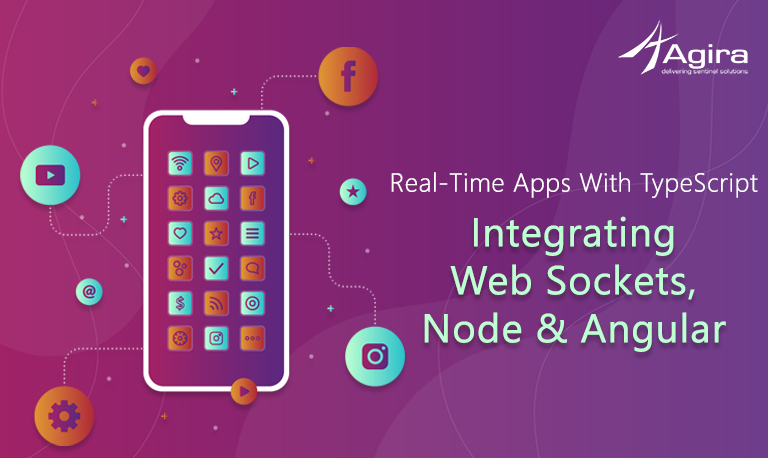 Agira
delivering sentinel solutions
Real-Time Apps With TypeScript
Integrating
Web Sockets,
Node & Angular